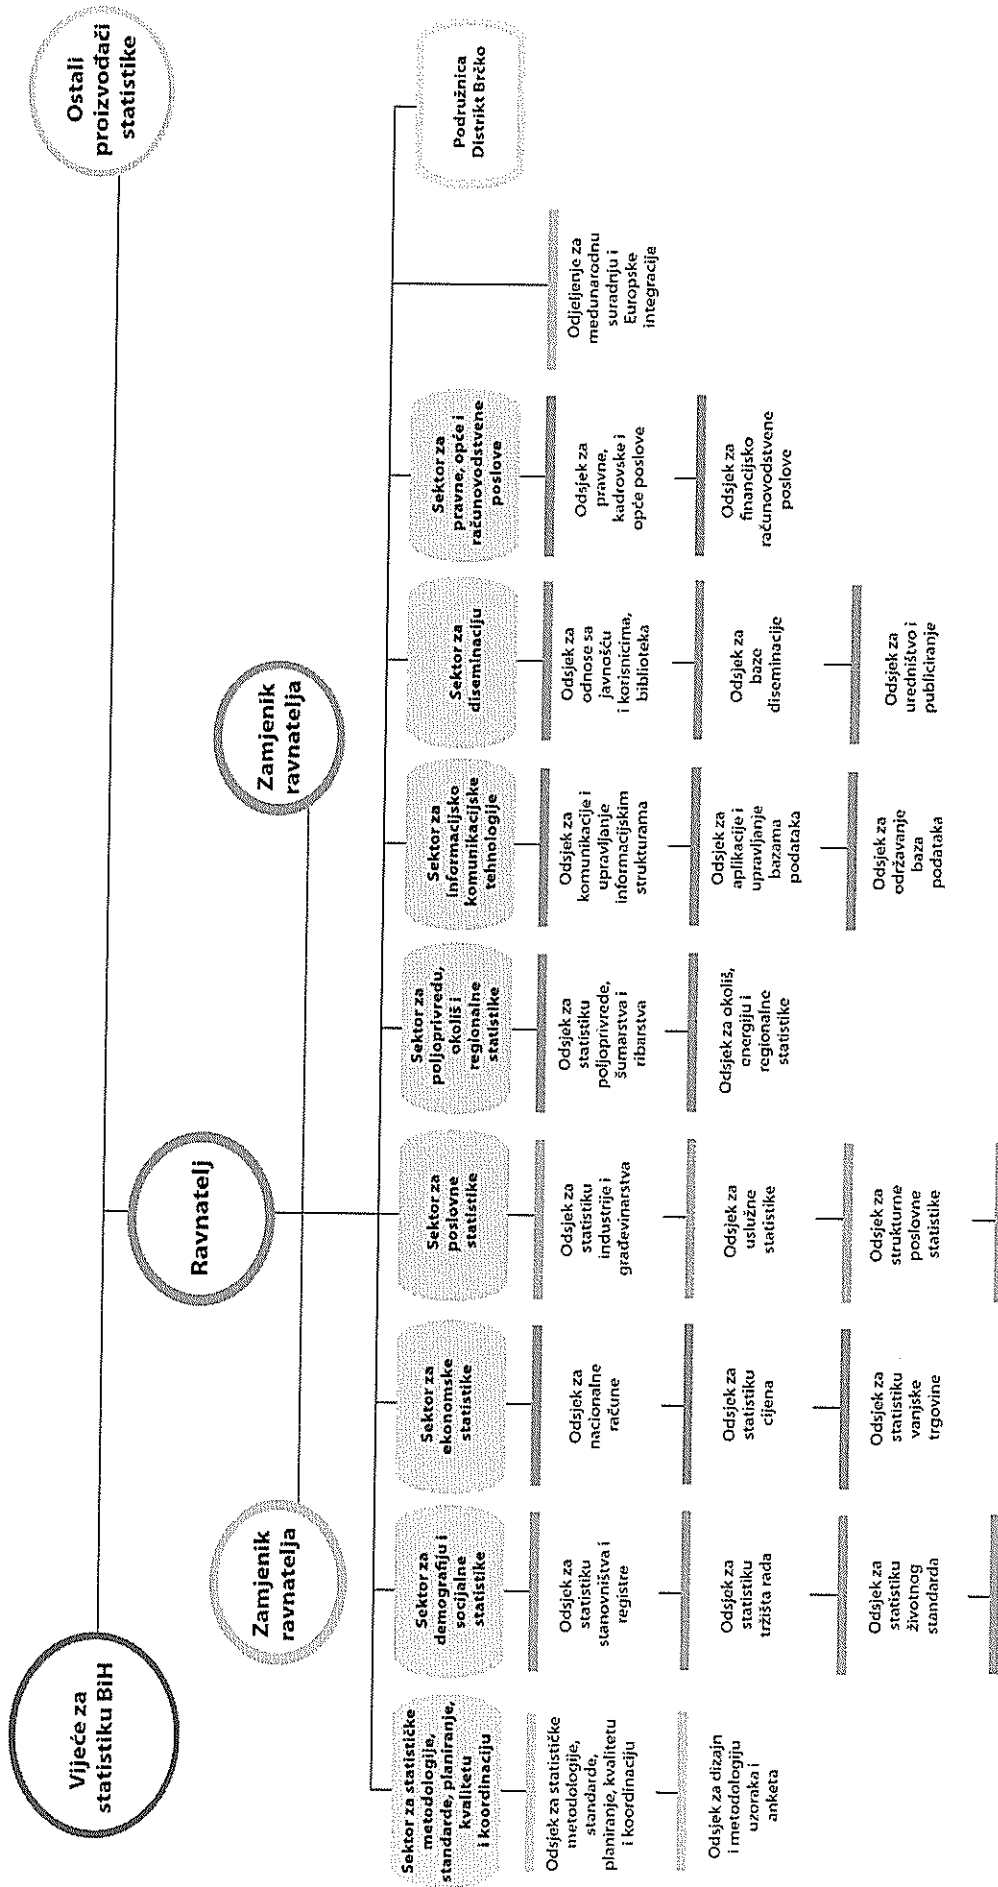 Vijeće za
statistiku BiH
Ostali
proizvođači
statistike
Ravnatelj
Zamjenik
ravnatelja
Zamjenik
ravnatelja
Sektor za statističke
metodologije,
standarde, planiranje,
kvalitetu
i koordinaciju
Odsjek za statističke
metodologije,
standarde,
planiranje, kvalitetu
i koordinaciju
Odsjek za dizajn
i metodologiju
uzoraka i
anketa
Sektor za
demografiju i
socijalne
statistike
Odsjek za
statistiku
stanovništva i
registre
Odsjek za
statistiku
tržišta rada
Odsjek za
statistiku
životnog
standarda
Sektor za
ekonomske
statistike
Odsjek za
nacionalne
račune
Odsjek za
statistiku
cijena
Odsjek za
statistiku
vanjske
trgovine
Sektor za
poslovne
statistike
Odsjek za
statistiku
industrije i
građevinarstva
Odsjek za
uslužne
statistike
Odsjek za
strukturne
poslovne
statistike
Sektor za
poljoprivredu,
okoliš i
regionalne
statistike
Odsjek za
statistiku
poljoprivrede,
šumarstva i
ribarstva
Odsjek za okoliš,
energiju i
regionalne
statistike
Sektor za
informacijsko
komunikacijske
tehnologije
Odsjek za
komunikacije i
upravljanje
informacijskim
strukturama
Odsjek za
aplikacije i
upravljanje
bazama
podataka
Odsjek za
održavanje
baza
podataka
Sektor za
diseminaciju
Odsjek za
odnose sa
javnošću
i korisnicima,
biblioteka
Odsjek za
baze
diseminacije
Odsjek za
uredništvo i
publiciranje
Sektor za
pravne, opće i
računovodstvene
poslove
Odsjek za
pravne,
kadrovske i
opće poslove
Odsjek za
financijsko
računovodstvene
poslove
Odjeljenje za
međunarodnu
suradnju i
Europske
integracije
Podružnica
Distrikt Brčko